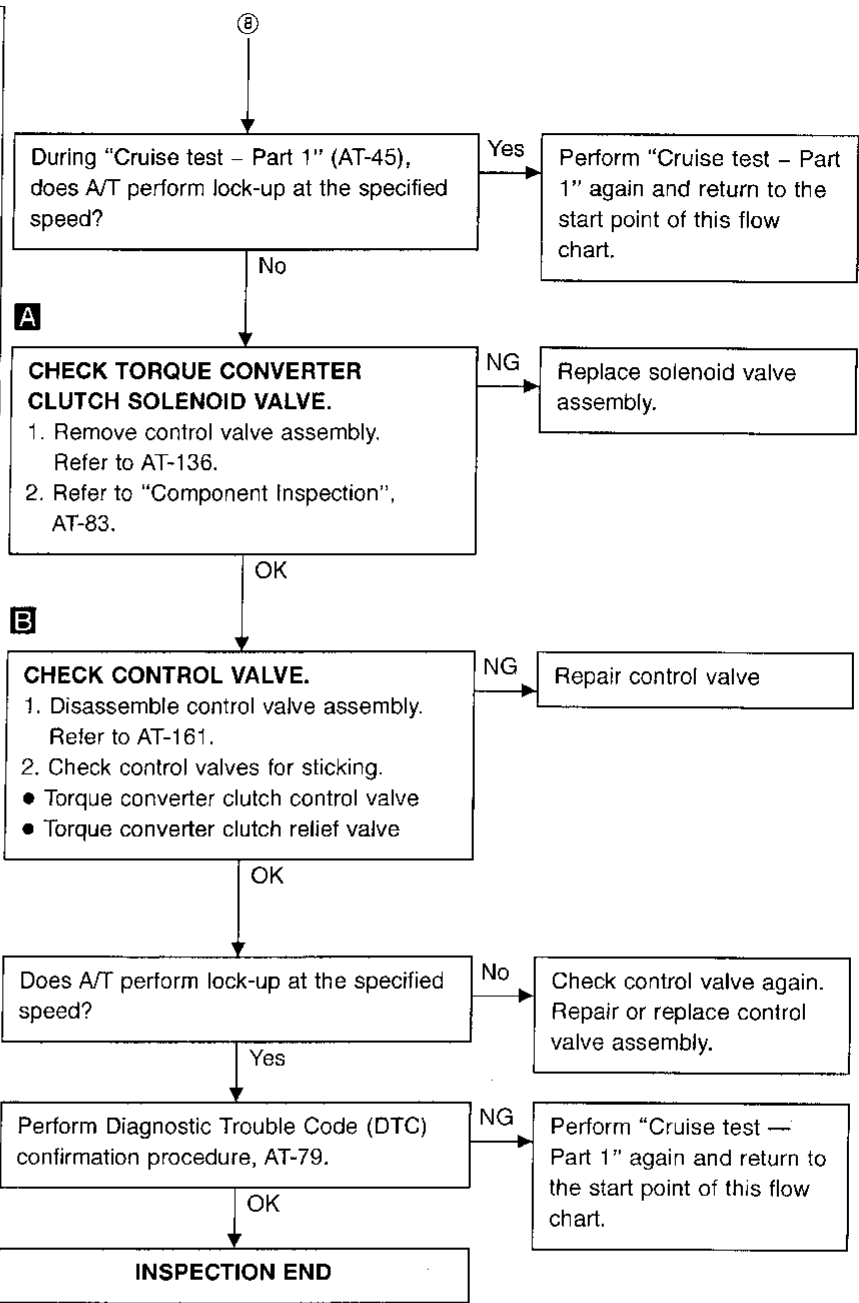 ⓐ
During “Cruise test – Part 1” (AT-45),
does A/T perform lock-up at the specified
speed?
Yes
Perform “Cruise test – Part
1” again and return to the
start point of this flow
chart.
No
A
CHECK TORQUE CONVERTER
CLUTCH SOLENOID VALVE.
1. Remove control valve assembly.
Refer to AT-136.
2. Refer to “Component Inspection”,
AT-83.
NG
Replace solenoid valve
assembly.
OK
B
CHECK CONTROL VALVE.
1. Disassemble control valve assembly.
Refer to AT-161.
2. Check control valves for sticking.
● Torque converter clutch control valve
● Torque converter clutch relief valve
NG
Repair control valve
OK
Does A/T perform lock-up at the specified
speed?
No
Check control valve again.
Repair or replace control
valve assembly.
Yes
Perform Diagnostic Trouble Code (DTC)
confirmation procedure, AT-79.
NG
Perform “Cruise test —
Part 1” again and return to
the start point of this flow
chart.
OK
INSPECTION END